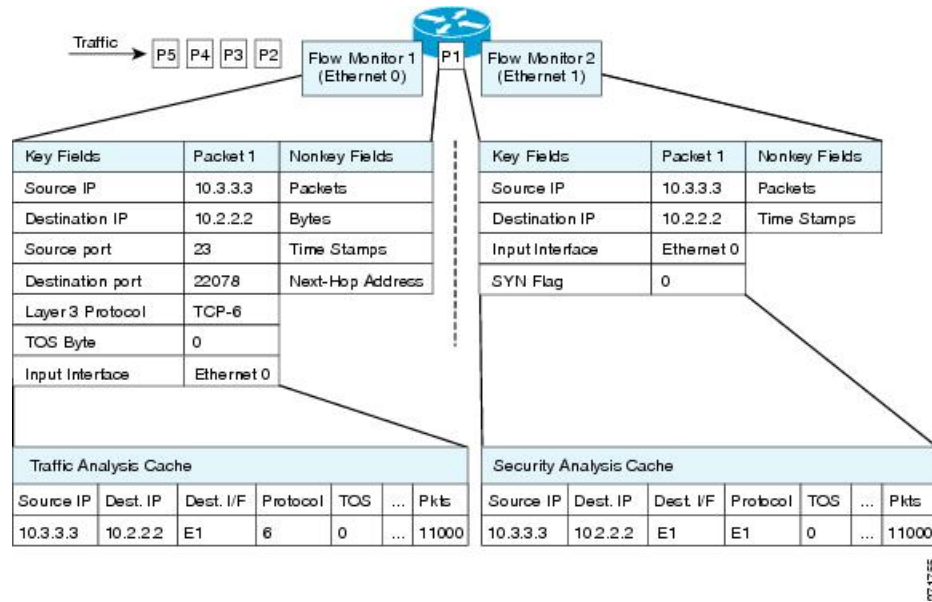 Traffic
P5 P4 P3 P2
Flow Monitor 1
(Ethernet 0)
P1
Flow Monitor 2
(Ethernet 1)
Key Fields Packet 1 Nonkey Fields
Source IP 10.3.3.3 Packets
Destination IP 10.2.2.2 Bytes
Source port 23 Time Stamps
Destination port 22078 Next-Hop Address
Layer 3 Protocol TCP-6
TOS Byte 0
Input Interface Ethernet 0
Key Fields Packet 1 Nonkey Fields
Source IP 10.3.3.3 Packets
Destination IP 10.2.2.2 Time Stamps
Input Interface Ethernet 0
SYN Flag 0
Traffic Analysis Cache
Source IP Dest. IP Dest. I/F Protocol TOS ... Pkts
10.3.3.3 10.2.2.2 E1 6 0 ... 11000
Security Analysis Cache
Source IP Dest. IP Dest. I/F Protocol TOS ... Pkts
10.3.3.3 10.2.2.2 E1 E1 0 ... 11000